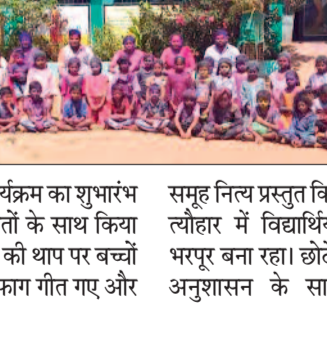 र्यक्रम का शुभारंभ
तों के साथ किया
की थाप पर बच्चों
फाग गीत गए और
समूह नित्य प्रस्तुत कि
त्यौहार में विद्यार्थिय
भरपूर बना रहा। छोटे
अनुशासन के सा